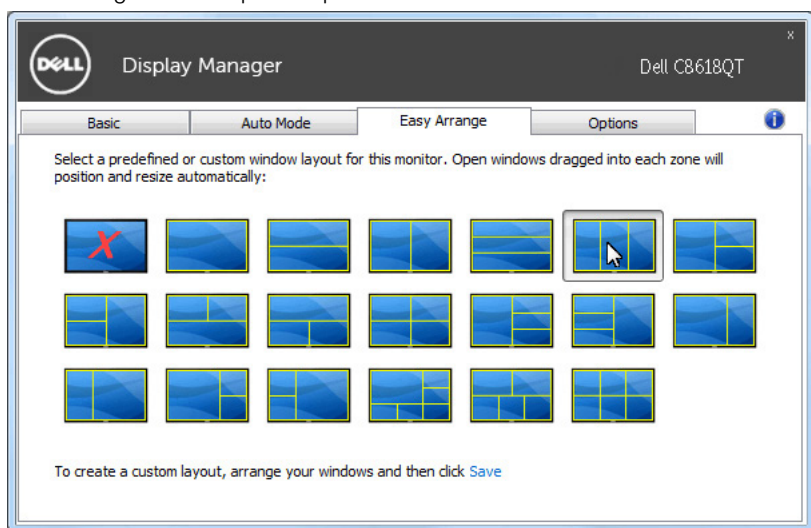 DELL
Display Manager
Dell C8618QT
x
Basic
Auto Mode
Easy Arrange
Options
i
Select a predefined or custom window layout for this monitor. Open windows dragged into each zone will
position and resize automatically:
X
To create a custom layout, arrange your windows and then click Save